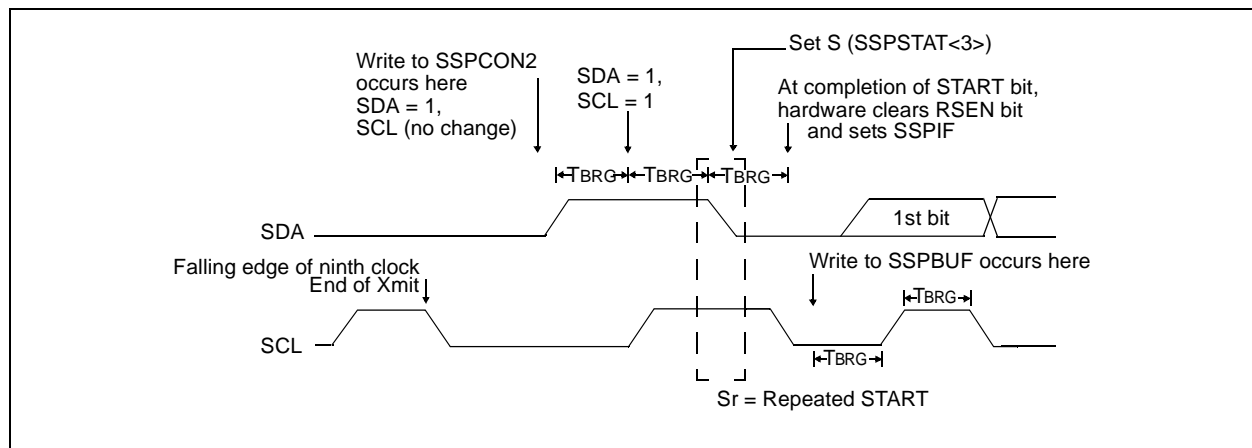 Set S (SSPSTAT<3>)
Write to SSPCON2
occurs here
SDA = 1,
SCL (no change)
SDA = 1,
SCL = 1
At completion of START bit,
hardware clears RSEN bit
and sets SSPIF
TBRG
TBRG
TBRG
SDA
1st bit
Falling edge of ninth clock
End of Xmit
Write to SSPBUF occurs here
TBRG
SCL
TBRG
Sr = Repeated START